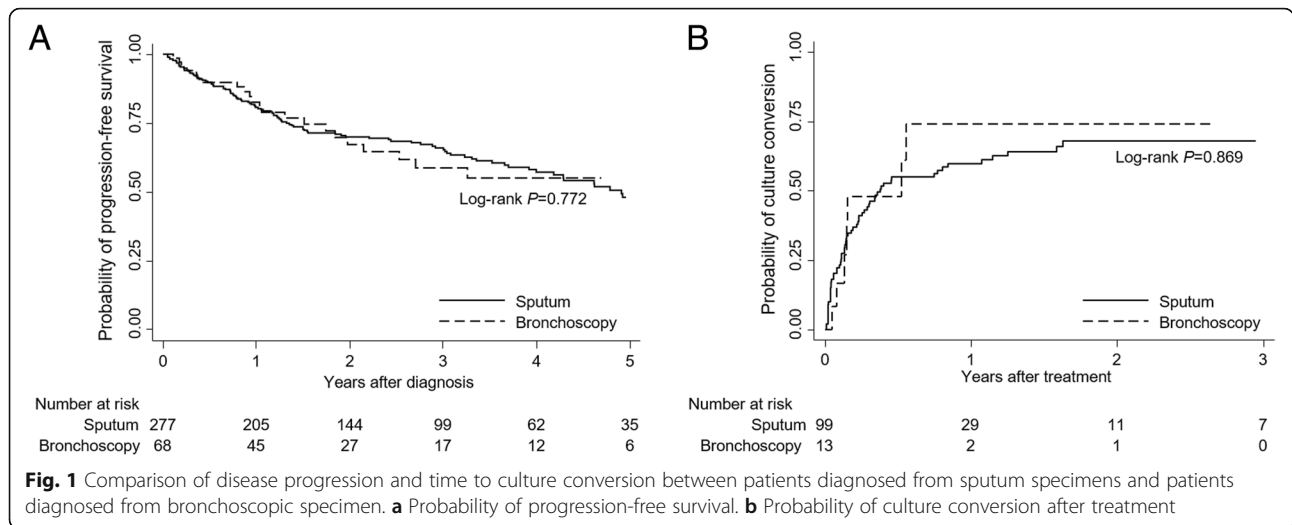 A
Probability of progression-free survival
1.00
0.75
0.50
0.25
0.00
Log-rank P=0.772
Sputum
Bronchoscopy
0 1 2 3 4 5
Years after diagnosis
Number at risk
Sputum 277 205 144 99 62 35
Bronchoscopy 68 45 27 17 12 6
B
Probability of culture conversion
1.00
0.75
0.50
0.25
0.00
Log-rank P=0.869
Sputum
Bronchoscopy
0 1 2 3
Years after treatment
Number at risk
Sputum 99 29 11 7
Bronchoscopy 13 2 1 0
Fig. 1 Comparison of disease progression and time to culture conversion between patients diagnosed from sputum specimens and patients
diagnosed from bronchoscopic specimen. a Probability of progression-free survival. b Probability of culture conversion after treatment